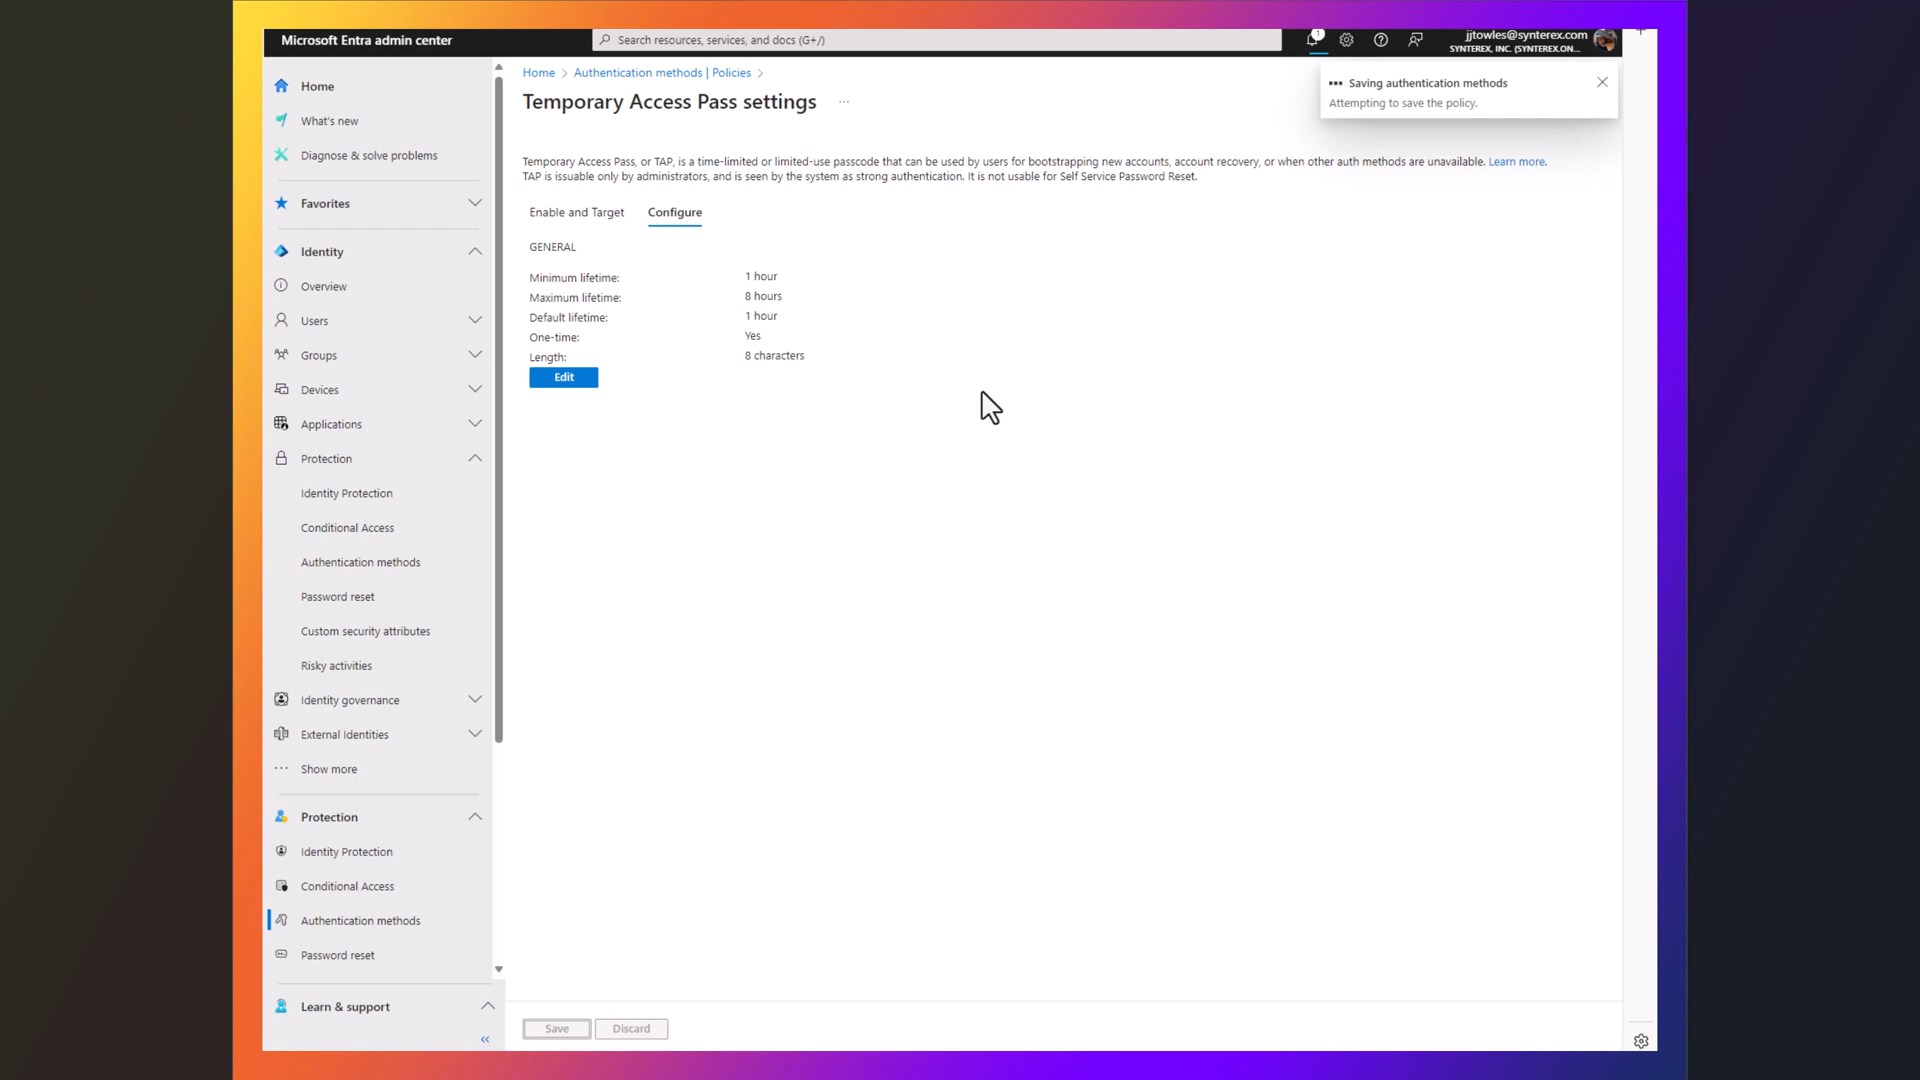 Microsoft Entra admin center
Search resources, services, and docs (G+/)
1
jjtowles@synterex.com
SYNTEREX, INC. (SYNTEREX.ON...
Home
What's new
Diagnose & solve problems
Favorites
Identity
Overview
Users
Groups
Devices
Applications
Protection
Identity Protection
Conditional Access
Authentication methods
Password reset
Custom security attributes
Risky activities
Identity governance
External Identities
Show more
Protection
Identity Protection
Conditional Access
Authentication methods
Password reset
Learn & support
Home > Authentication methods | Policies >
Temporary Access Pass settings ...
Saving authentication methods
Attempting to save the policy.
Temporary Access Pass, or TAP, is a time-limited or limited-use passcode that can be used by users for bootstrapping new accounts, account recovery, or when other auth methods are unavailable. Learn more.
TAP is issuable only by administrators, and is seen by the system as strong authentication. It is not usable for Self Service Password Reset.
Enable and Target Configure
GENERAL
Minimum lifetime: 1 hour
Maximum lifetime: 8 hours
Default lifetime: 1 hour
One-time: Yes
Length: 8 characters
Edit
Save Discard